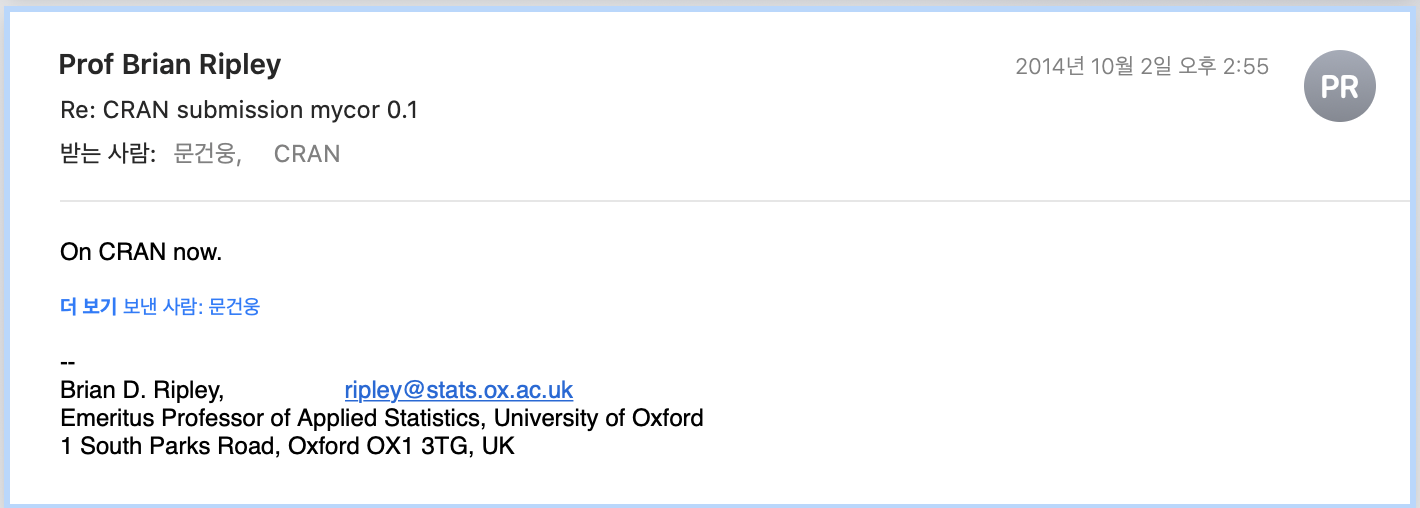 Prof Brian Ripley
2014년 10월 2일 오후 2:55
PR
Re: CRAN submission mycor 0.1
받는 사람: 문건웅, CRAN
On CRAN now.
더 보기 보낸 사람: 문건웅
--
Brian D. Ripley, ripley@stats.ox.ac.uk
Emeritus Professor of Applied Statistics, University of Oxford
1 South Parks Road, Oxford OX1 3TG, UK